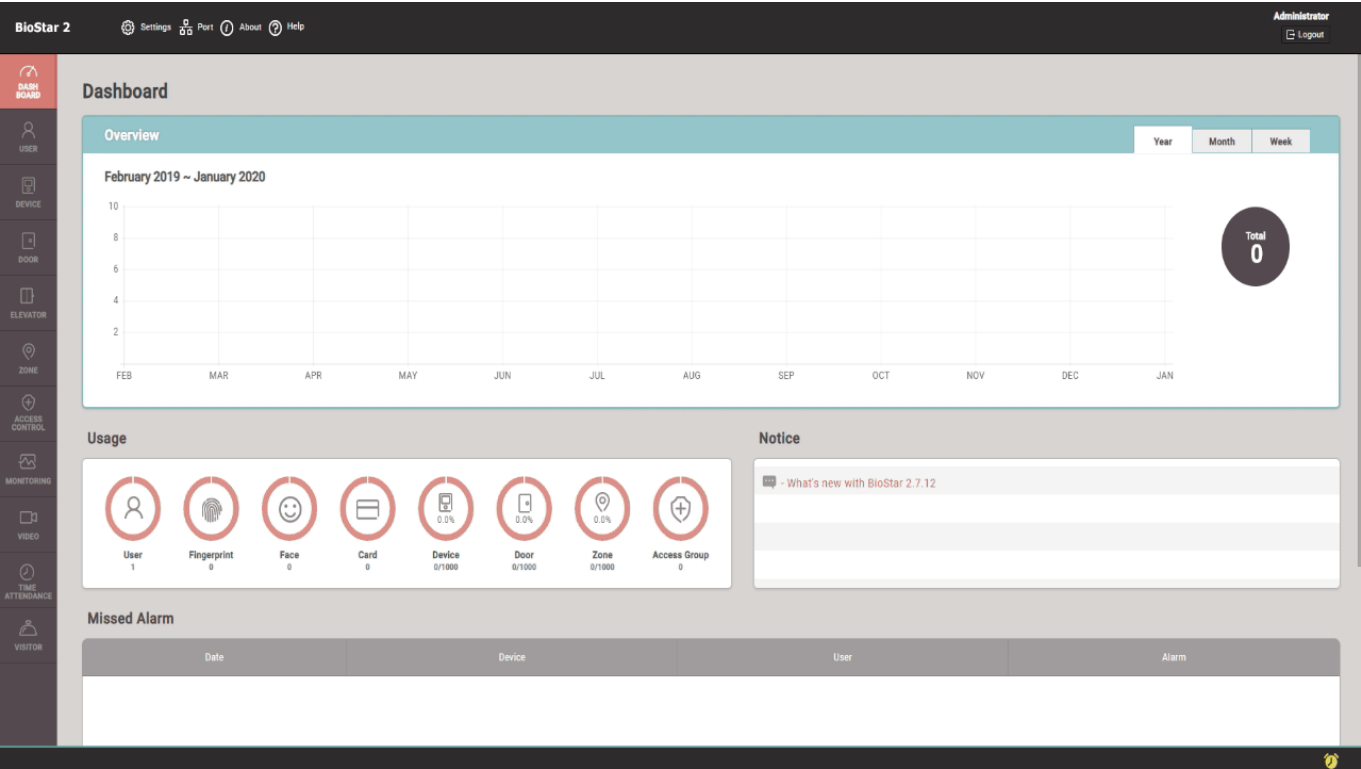 BioStar 2 Settings Port About Help Administrator
Logout
DASH
BOARD
USER
DEVICE
DOOR
ELEVATOR
ZONE
ACCESS
CONTROL
MONITORING
VIDEO
TIME
ATTENDANCE
VISITOR
Dashboard
Overview Year Month Week
February 2019 ~ January 2020
10
8
6
4
2
FEB MAR APR MAY JUN JUL AUG SEP OCT NOV DEC JAN
Total
0
Usage
0.0% 0.0% 0.0%
User Fingerprint Face Card Device Door Zone Access Group
1 0 0 0 0/1000 0/1000 0/1000 0
Notice
- What's new with BioStar 2.7.12
Missed Alarm
Date Device User Alarm